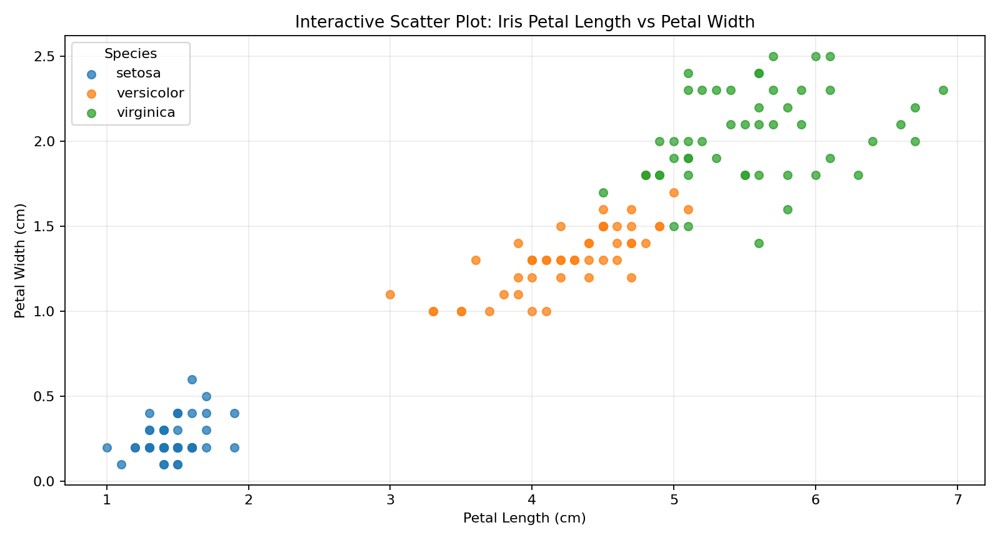 Interactive Scatter Plot: Iris Petal Length vs Petal Width
Species
setosa
versicolor
virginica
Petal Width (cm)
2.5
2.0
1.5
1.0
0.5
0.0
1 2 3 4 5 6 7
Petal Length (cm)